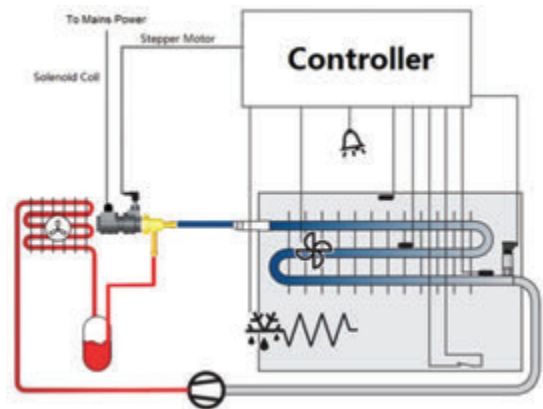 To Mains Power
Stepper Motor
Controller
Solenoid Coil